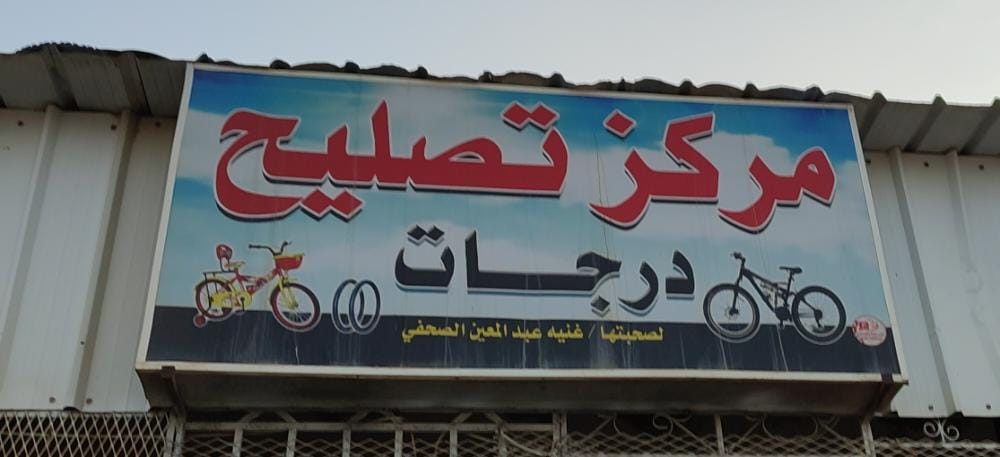 مركز تصليح
درجات
لصحبتها / غنيه عبد المعين الصحفي